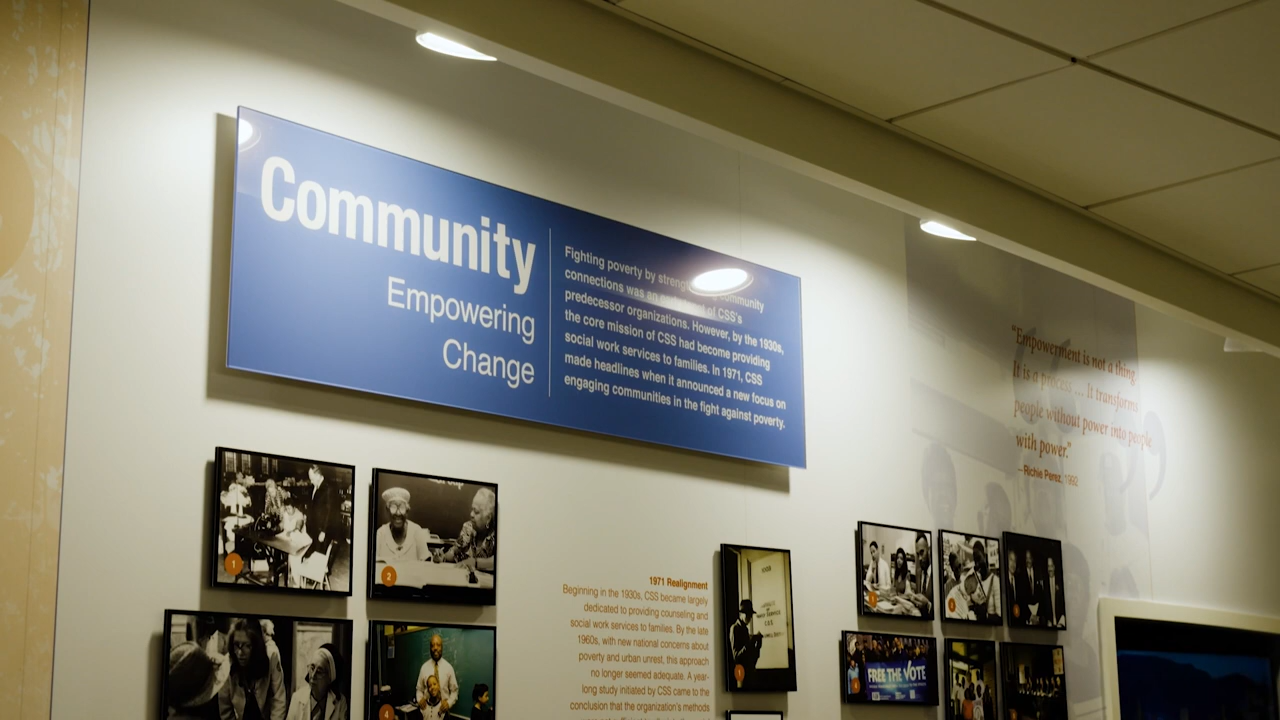 Community
Empowering
Change
Fighting poverty by community
connections was an early of CSS's
predecessor organizations. However, by the 1930s,
the core mission of CSS had become providing
social work services to families. In 1971, CSS
made headlines when it announced a new focus on
engaging communities in the fight against poverty.
"Empowerment is not a thing.
It is a process ... It transforms
people without power into people
with power."
—Richie Perez, 1992
1
2
4
1971 Realignment
Beginning in the 1930s, CSS became largely
dedicated to providing counseling and
social work services to families. By the late
1960s, with new national concerns about
poverty and urban unrest, this approach
no longer seemed adequate. A year-
long study initiated by CSS came to the
conclusion that the organization's methods
FREE THE VOTE